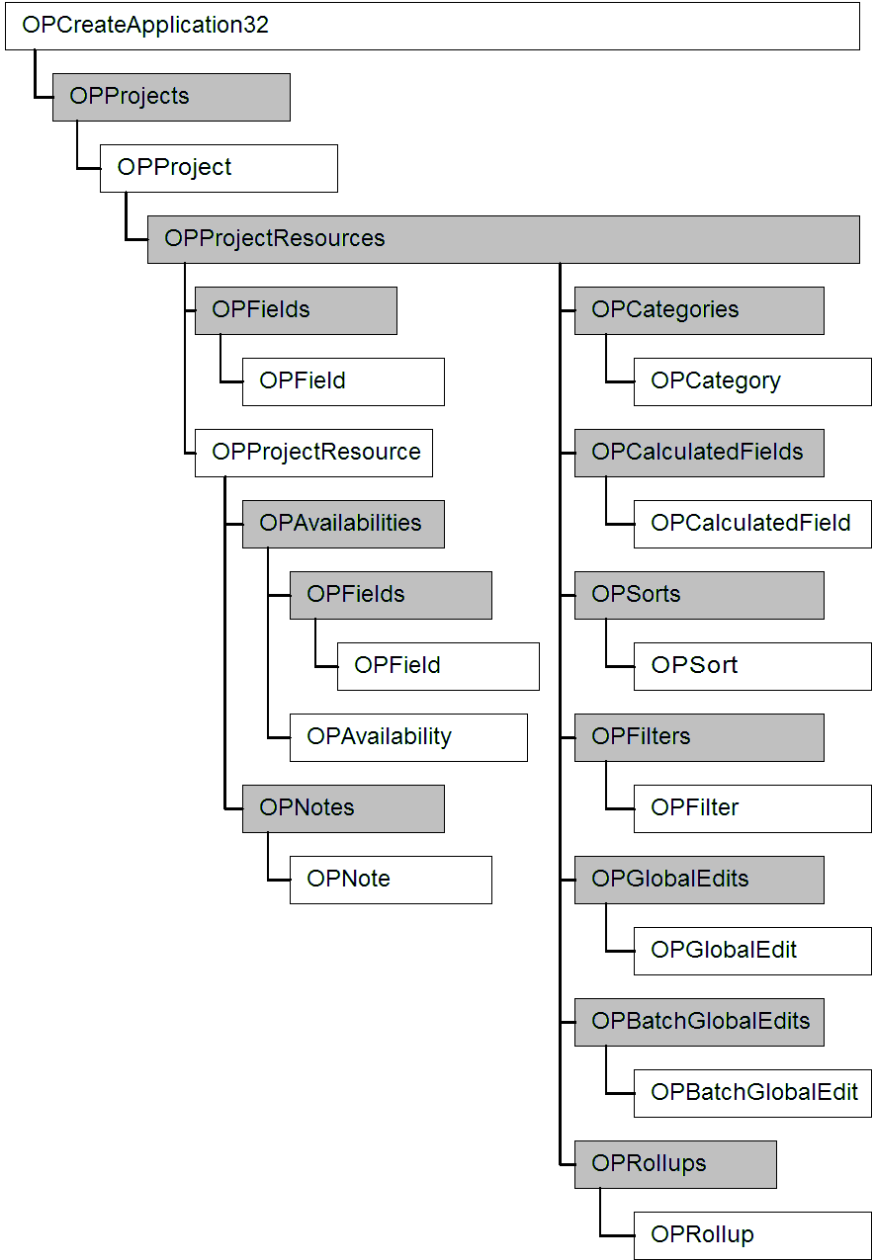 OPCreateApplication32
OPProjects
OPProject
OPProjectResources
OPFields
OPField
OPProjectResource
OPAvailabilities
OPFields
OPField
OPAvailability
OPNotes
OPNote
OPCategories
OPCategory
OPCalculatedFields
OPCalculatedField
OPSorts
OPSort
OPFilters
OPFilter
OPGlobalEdits
OPGlobalEdit
OPBatchGlobalEdits
OPBatchGlobalEdit
OPRollups
OPRollup